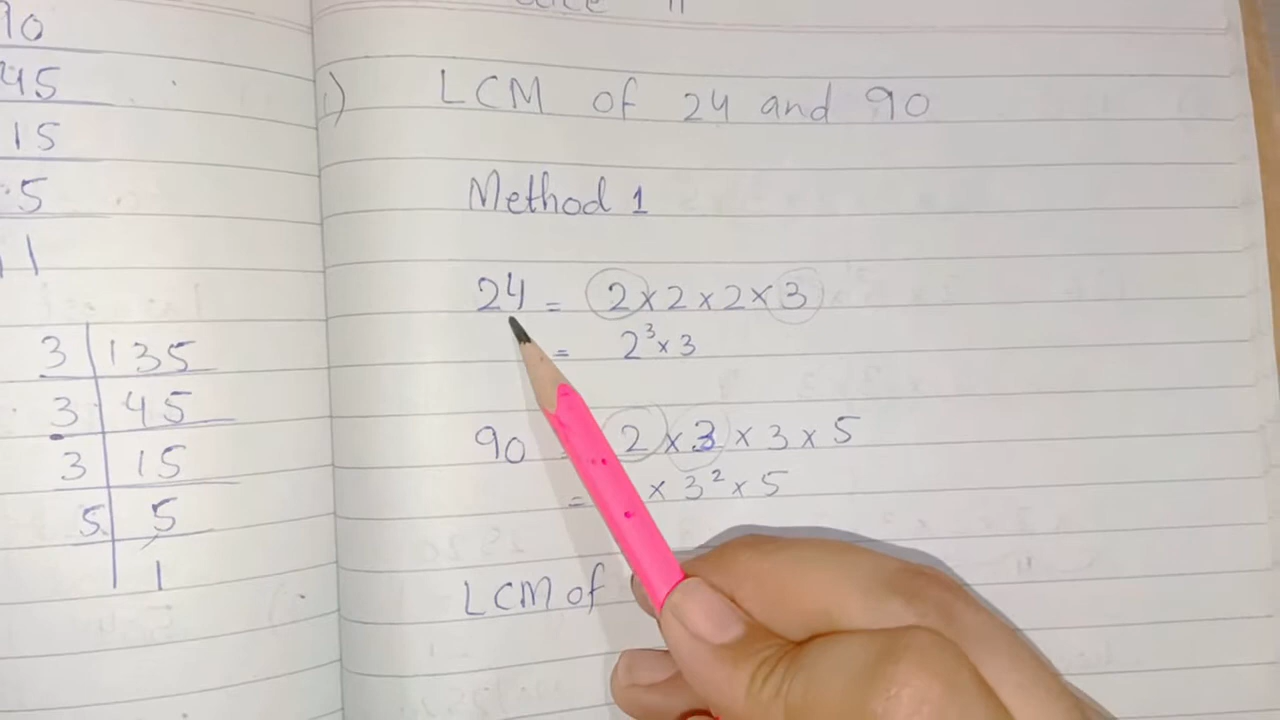 90
45
15
5
1
3 | 135
3 | 45
3 | 15
5 | 5
1
1) LCM of 24 and 90
Method 1
24 = 2 × 2 × 2 × 3
= 2³ × 3
90 2 × 3 × 3 × 5
= × 3² × 5
LCM of